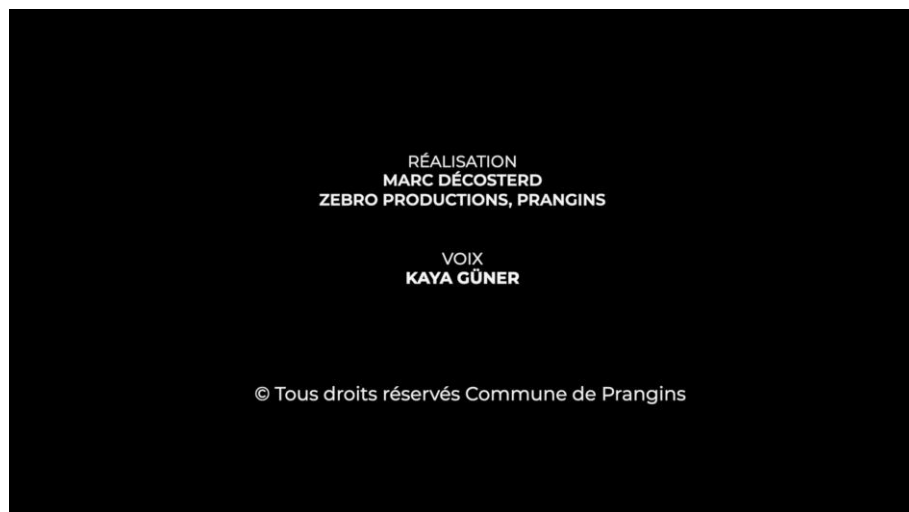 RÉALISATION
MARC DÉCOSTERD
ZEBRO PRODUCTIONS, PRANGINS
VOIX
KAYA GÜNER
© Tous droits réservés Commune de Prangins